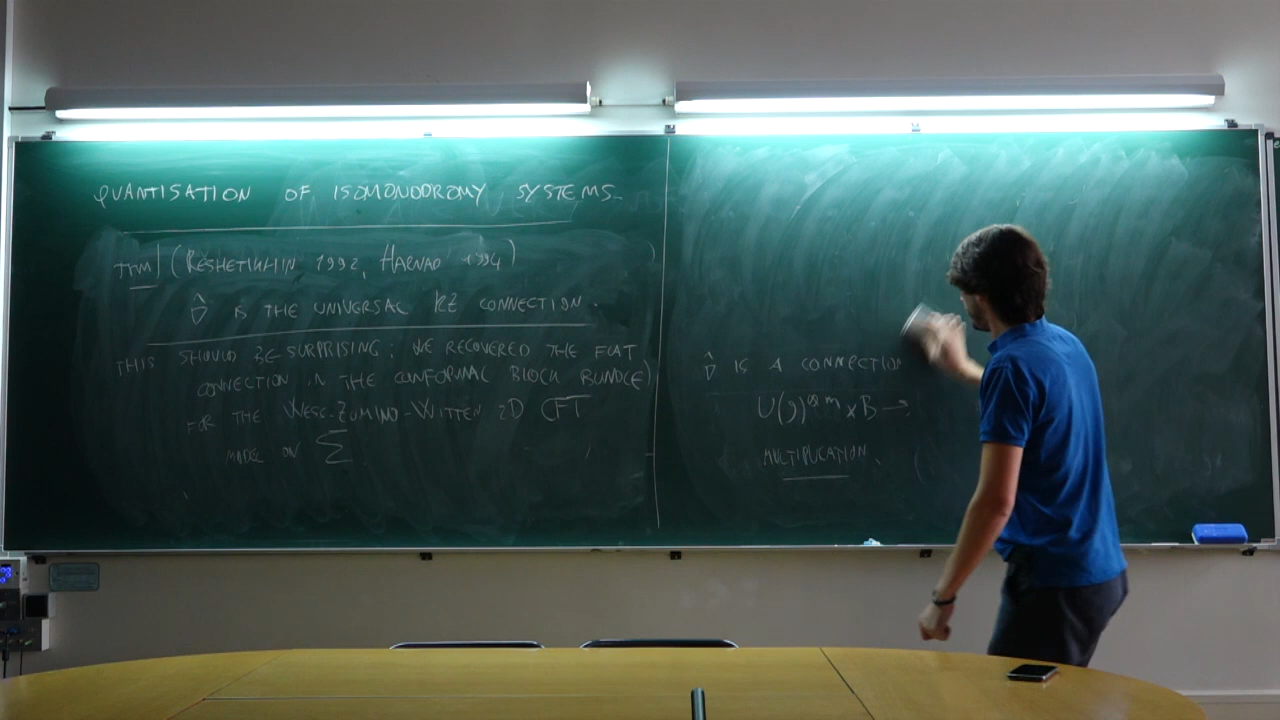 QUANTISATION OF ISOMONODROMY SYSTEMS
THM) (RESHETIKHIN 1992, HARNAD 1994)
∇̂ IS THE UNIVERSAL KZ CONNECTION.
THIS SHOULD BE SURPRISING: WE RECOVERED THE FLAT
CONNECTION IN THE CONFORMAL BLOCK BUNDLE)
FOR THE WESS-ZUMINO-WITTEN 2D CFT
MODEL ON Σ
∇̂ IS A CONNECTION
U(g)^{⊗m} × B →
MULTIPLICATION.